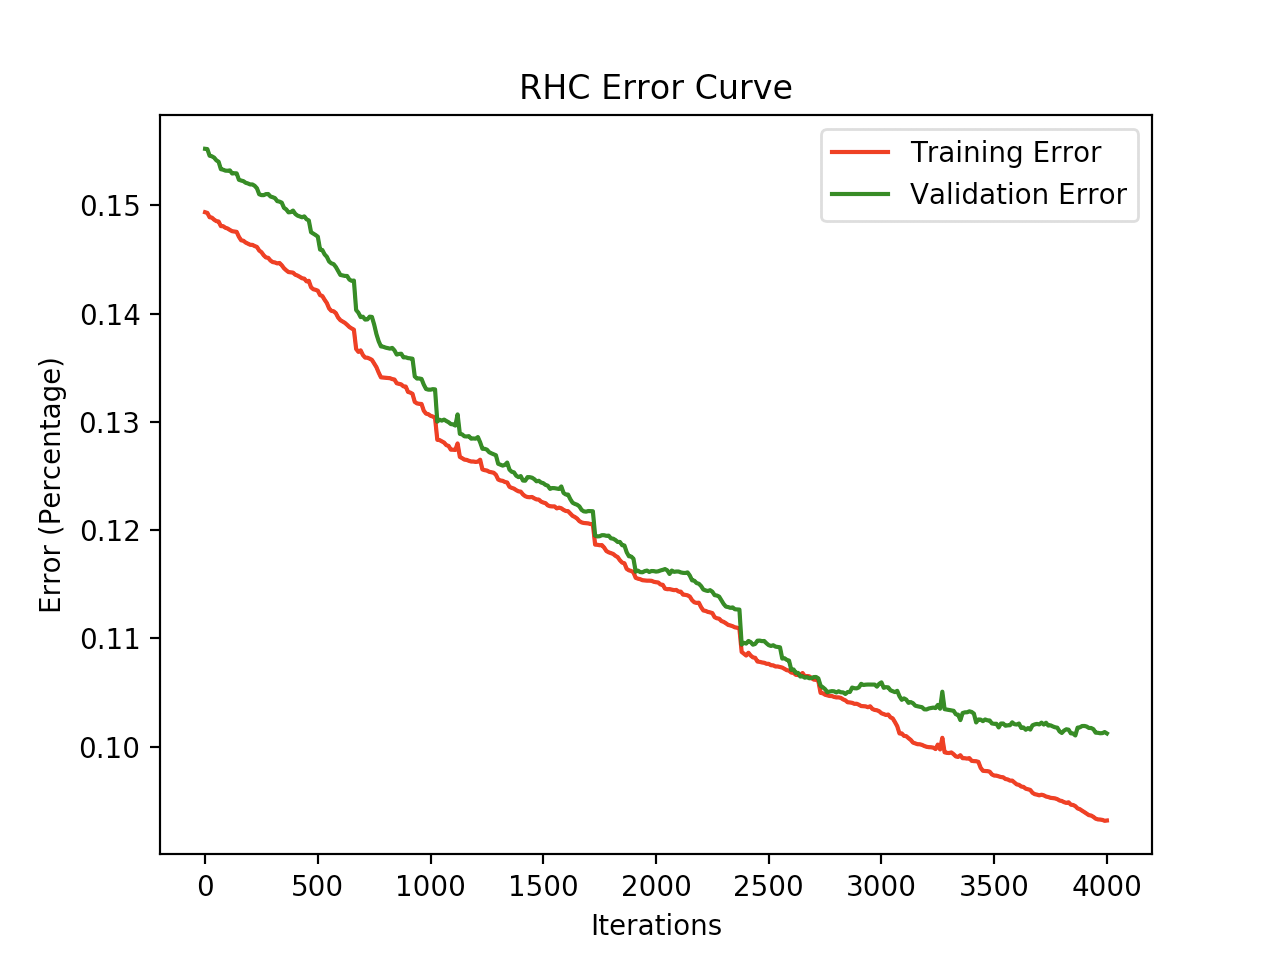 RHC Error Curve
Training Error
Validation Error
Error (Percentage)
0.15
0.14
0.13
0.12
0.11
0.10
0 500 1000 1500 2000 2500 3000 3500 4000
Iterations